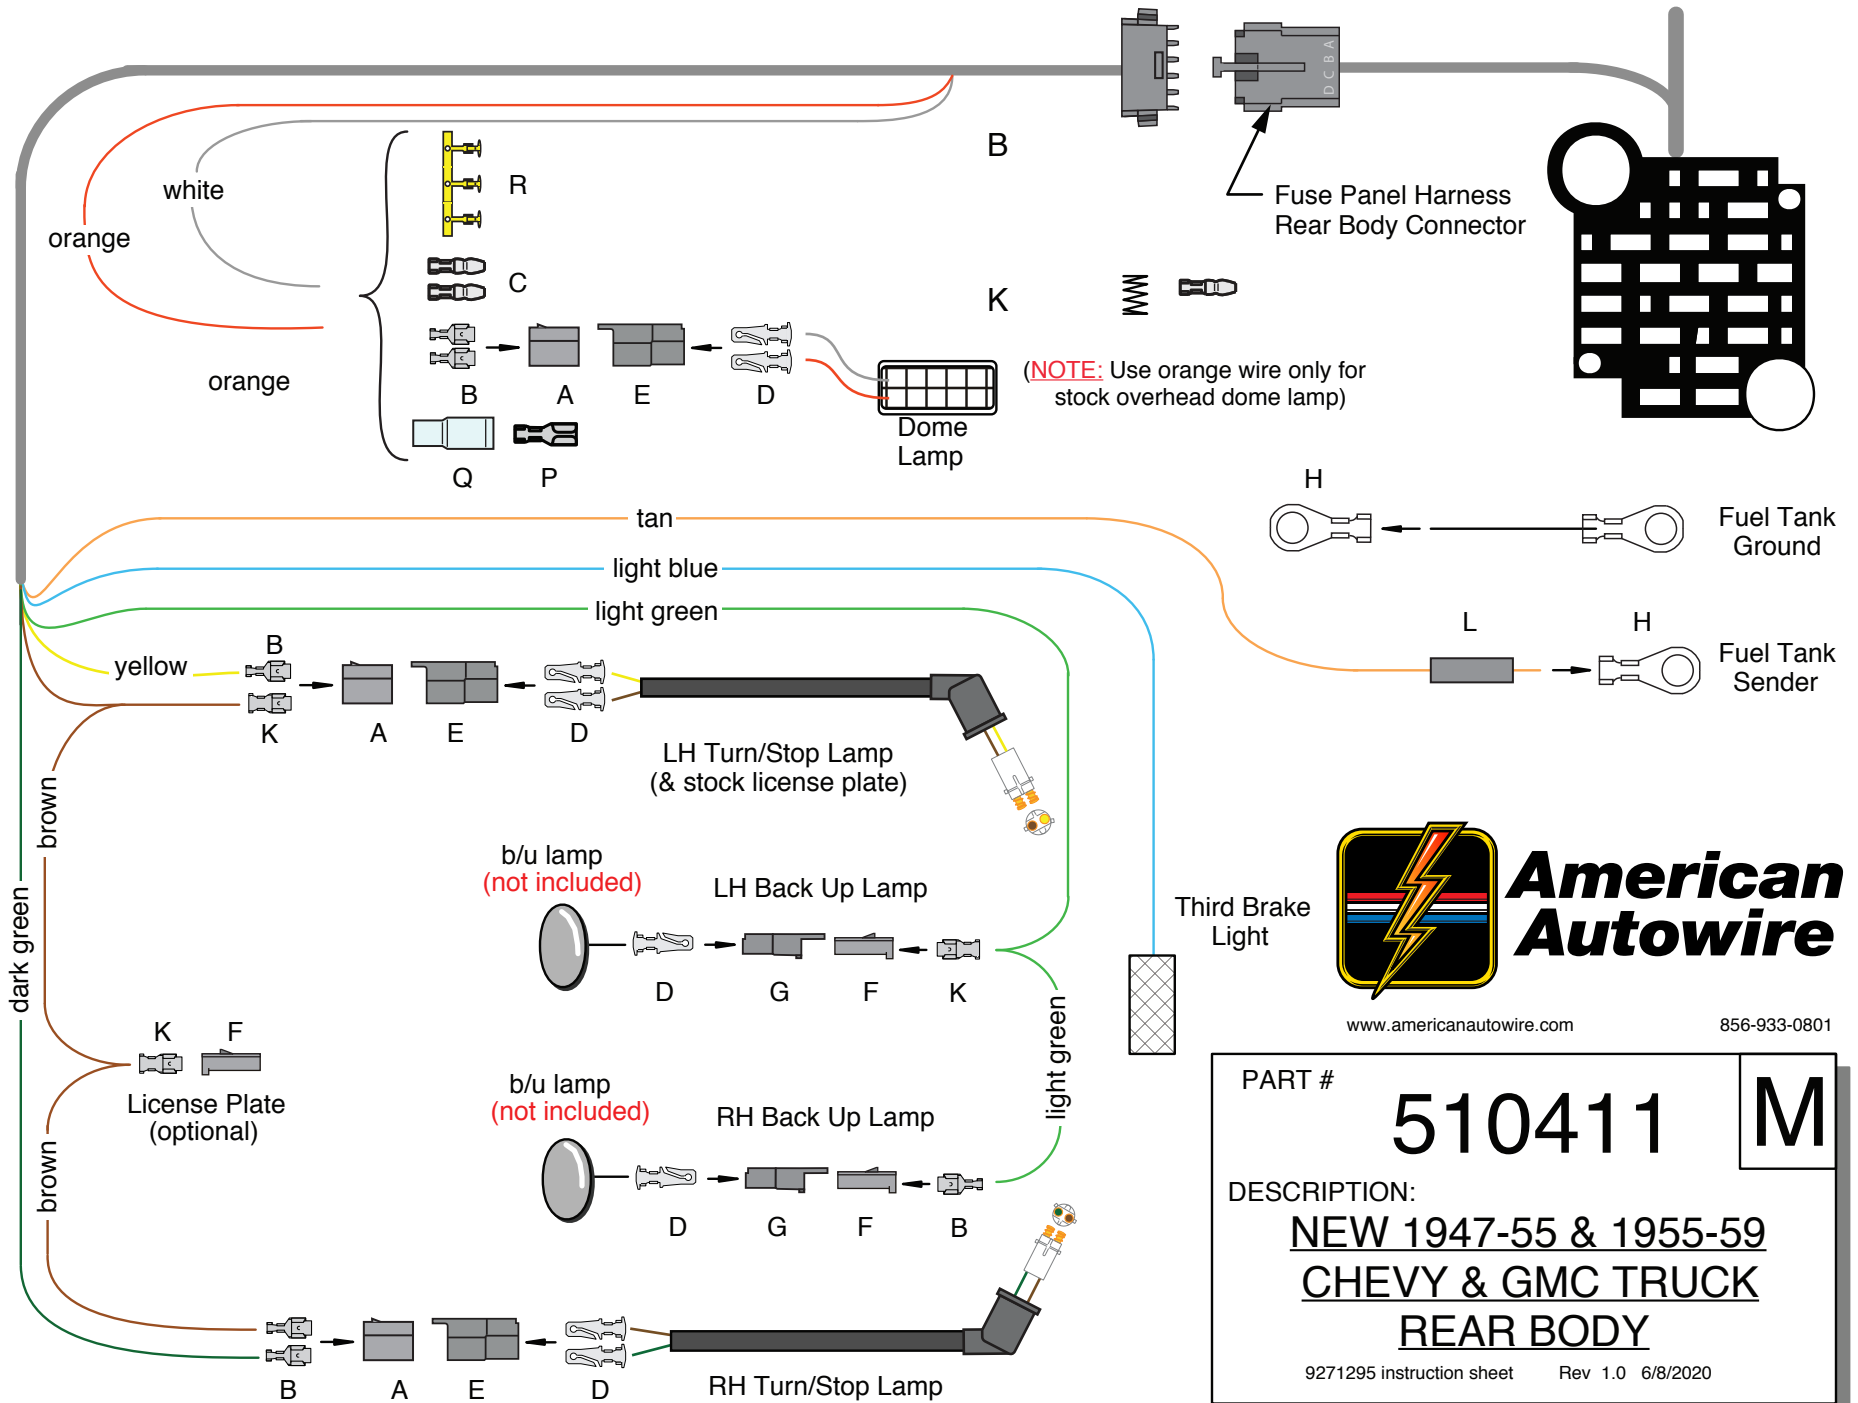 D C B A
B
Fuse Panel Harness
Rear Body Connector
white
orange
R
C
K
orange
B
A
E
D
(NOTE: Use orange wire only for
stock overhead dome lamp)
Dome
Lamp
Q
P
H
Fuel Tank
Ground
tan
light blue
light green
L
H
Fuel Tank
Sender
yellow
B
K
A
E
D
LH Turn/Stop Lamp
(& stock license plate)
brown
dark green
b/u lamp
(not included)
LH Back Up Lamp
D
G
F
K
Third Brake
Light
American
Autowire
www.americanautowire.com
856-933-0801
light green
K
F
License Plate
(optional)
brown
b/u lamp
(not included)
RH Back Up Lamp
D
G
F
B
B
A
E
D
RH Turn/Stop Lamp
PART #
510411
M
DESCRIPTION:
NEW 1947-55 & 1955-59
CHEVY & GMC TRUCK
REAR BODY
9271295 instruction sheet
Rev 1.0 6/8/2020